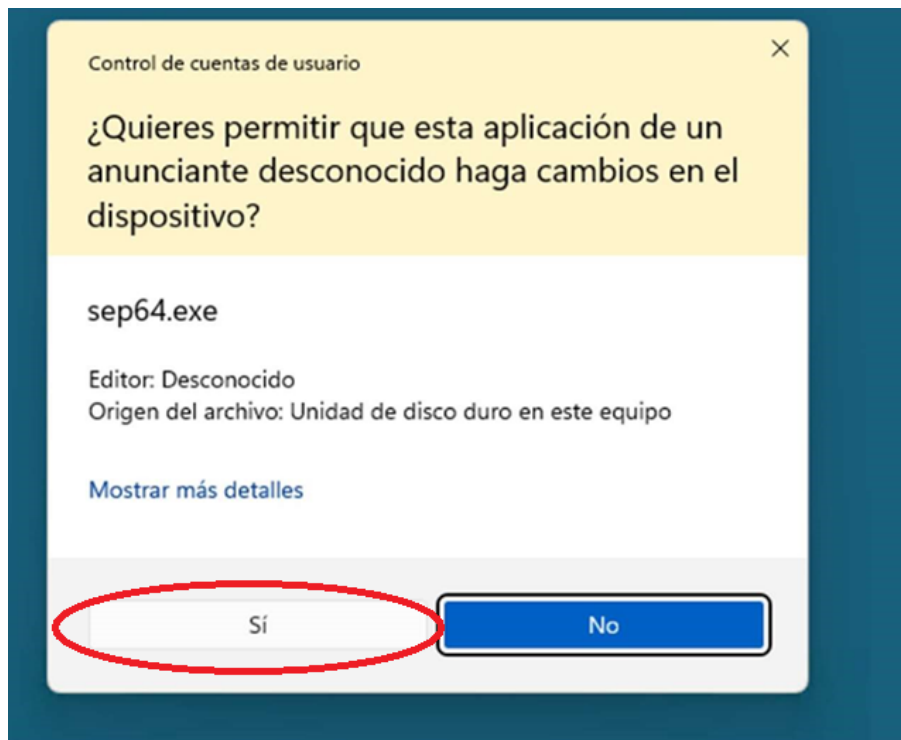 Control de cuentas de usuario
¿Quieres permitir que esta aplicación de un
anunciante desconocido haga cambios en el
dispositivo?
sep64.exe
Editor: Desconocido
Origen del archivo: Unidad de disco duro en este equipo
Mostrar más detalles
Sí
No